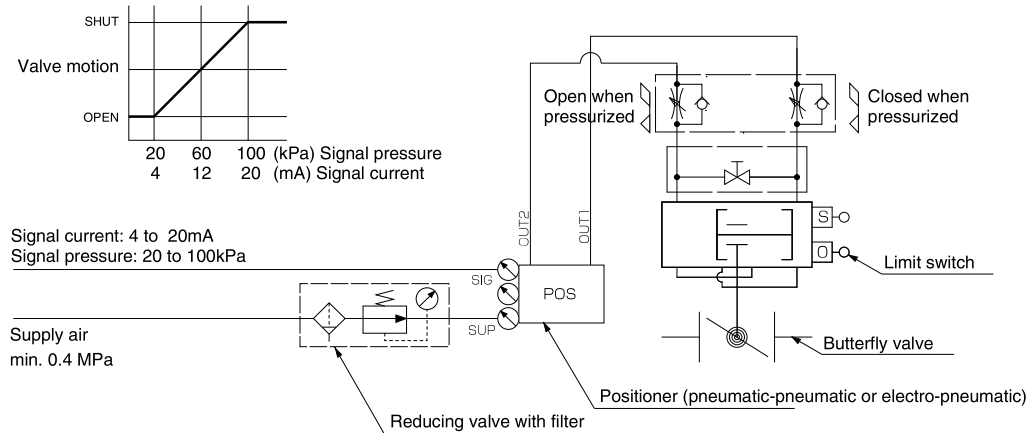 SHUT
Valve motion
OPEN
20 60 100 (kPa) Signal pressure
4 12 20 (mA) Signal current
Open when
pressurized
Closed when
pressurized
OUT2
OUT1
S
O
Limit switch
Signal current: 4 to 20mA
Signal pressure: 20 to 100kPa
SIG
POS
SUP
Supply air
min. 0.4 MPa
Butterfly valve
Positioner (pneumatic-pneumatic or electro-pneumatic)
Reducing valve with filter